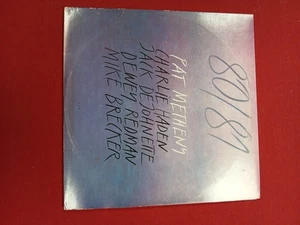 80/81
PAT METHENY
CHARLIE HADEN
JACK DEJOHNETTE
DEWEY REDMAN
MIKE BRECKER